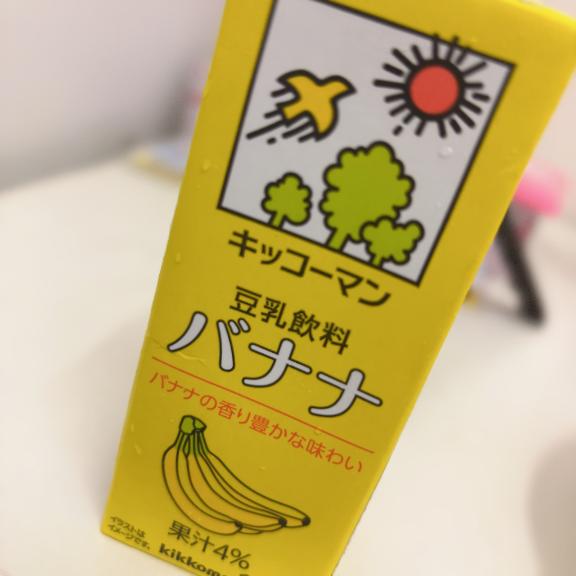 キッコーマン
豆乳飲料
バナナ
バナナの香り豊かな味わい
果汁4%
イラストは
イメージです。